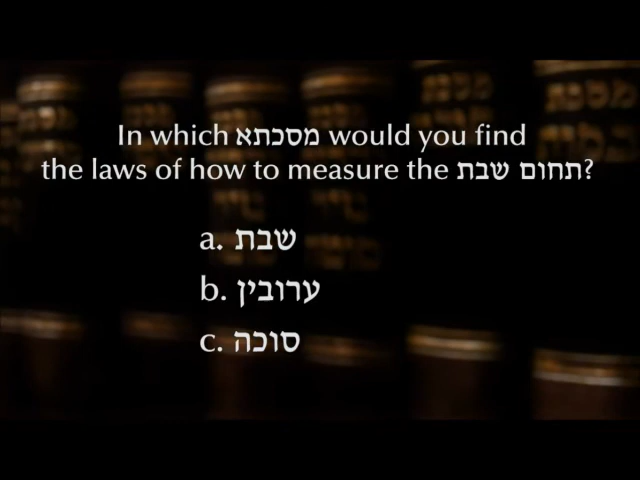 In which מסכתא would you find
the laws of how to measure the תחום שבת?
a. שבת
b. ערובין
c. סוכה